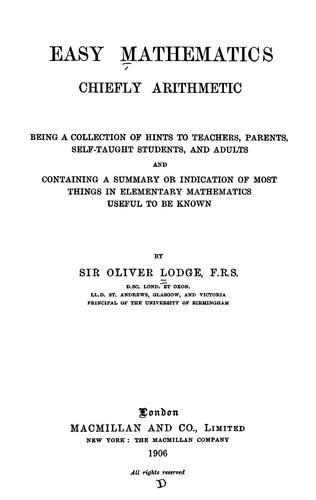 EASY MATHEMATICS
CHIEFLY ARITHMETIC
BEING A COLLECTION OF HINTS TO TEACHERS, PARENTS,
SELF-TAUGHT STUDENTS, AND ADULTS
AND
CONTAINING A SUMMARY OR INDICATION OF MOST
THINGS IN ELEMENTARY MATHEMATICS
USEFUL TO BE KNOWN
BY
SIR OLIVER LODGE, F.R.S.
D.SC. LOND. ET OXON.
LL.D. ST. ANDREWS, GLASGOW, AND VICTORIA
PRINCIPAL OF THE UNIVERSITY OF BIRMINGHAM
London
MACMILLAN AND CO., LIMITED
NEW YORK : THE MACMILLAN COMPANY
1906
All rights reserved
D